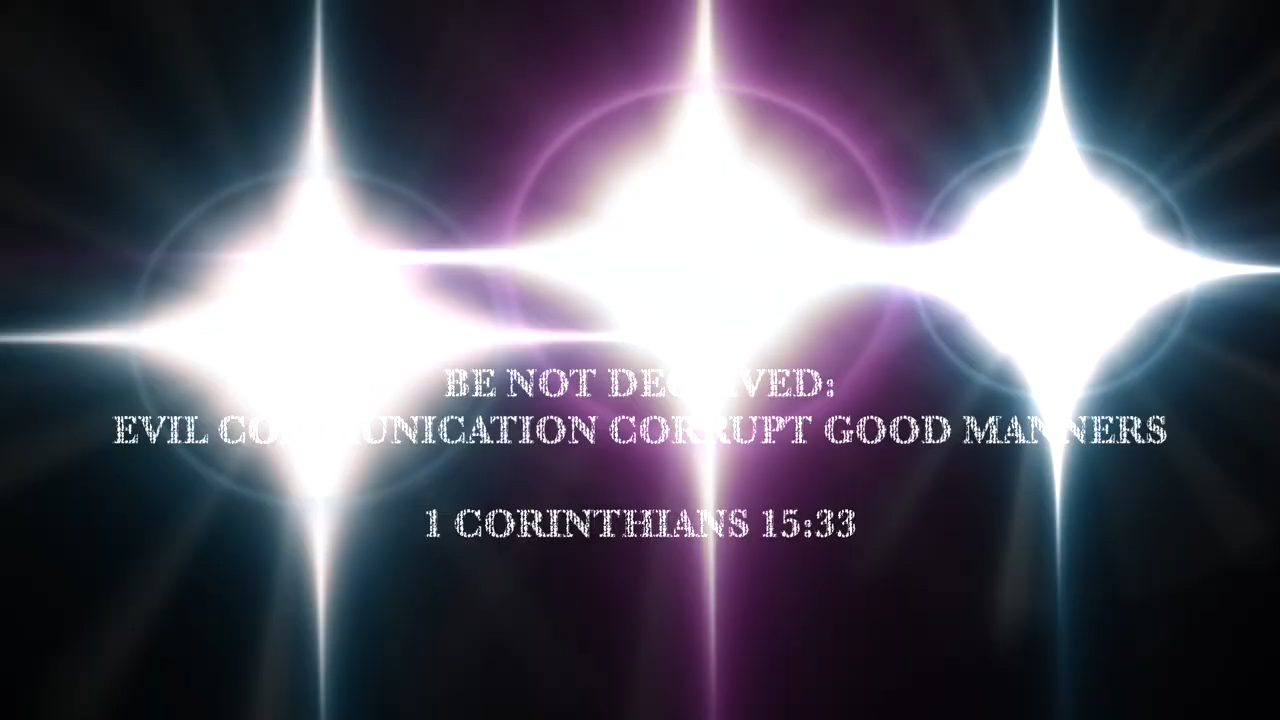 BE NOT DECEIVED:
EVIL COMMUNICATION CORRUPT GOOD MANNERS
1 CORINTHIANS 15:33